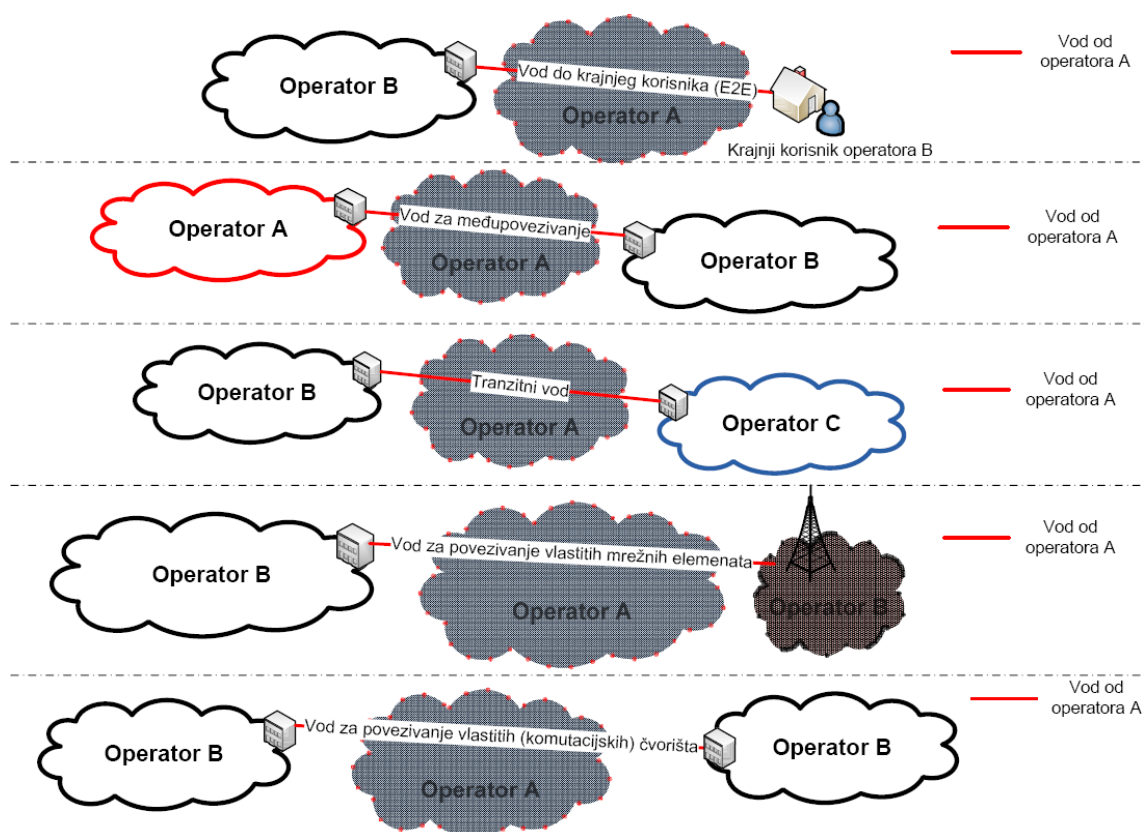 Operator B
Vod do krajnjeg korisnika (E2E)
Operator A
Krajnji korisnik operatora B
Vod od
operatora A
Operator A
Vod za međupovezivanje
Operator A
Operator B
Vod od
operatora A
Operator B
Tranzitni vod
Operator A
Operator C
Vod od
operatora A
Operator B
Vod za povezivanje vlastitih mrežnih elemenata
Operator A
Operator B
Vod od
operatora A
Operator B
Vod za povezivanje vlastitih (komutacijskih) čvorišta
Operator A
Operator B
Vod od
operatora A